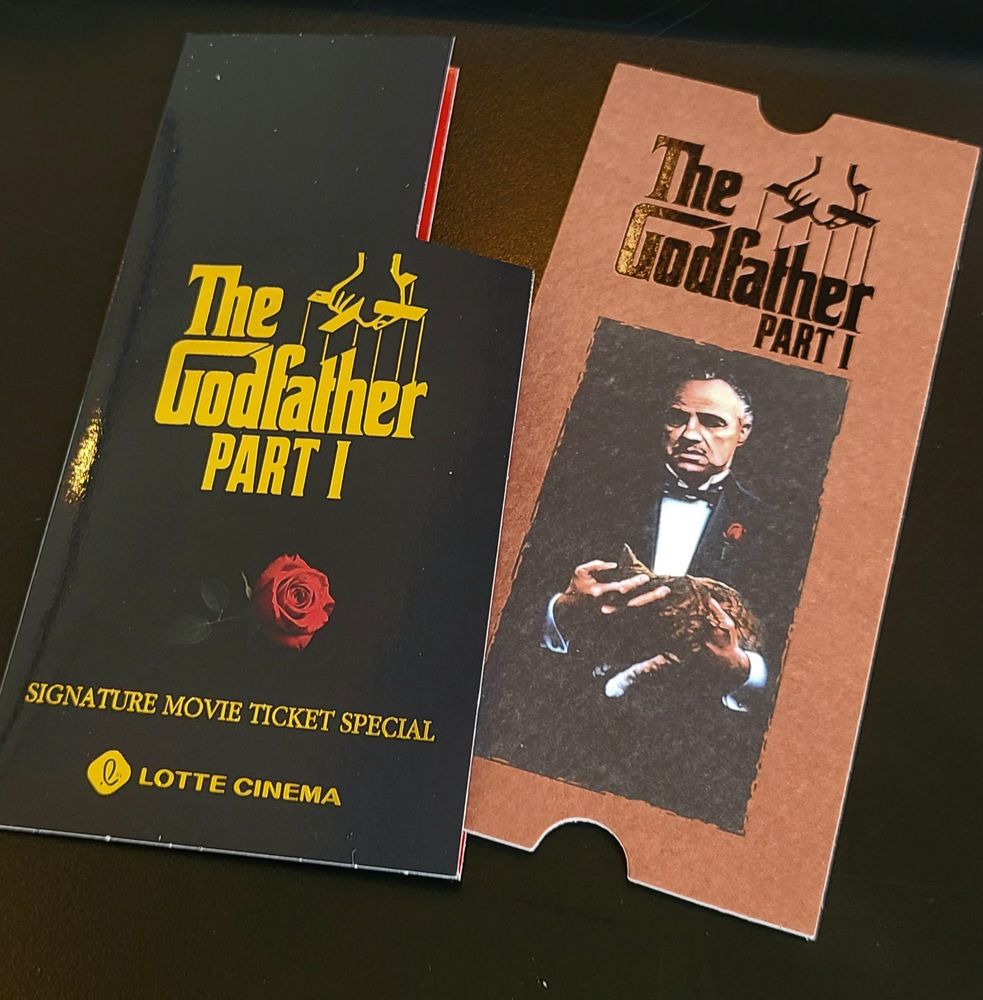 The
Godfather
PART I
SIGNATURE MOVIE TICKET SPECIAL
LOTTE CINEMA
The
Godfather
PART I